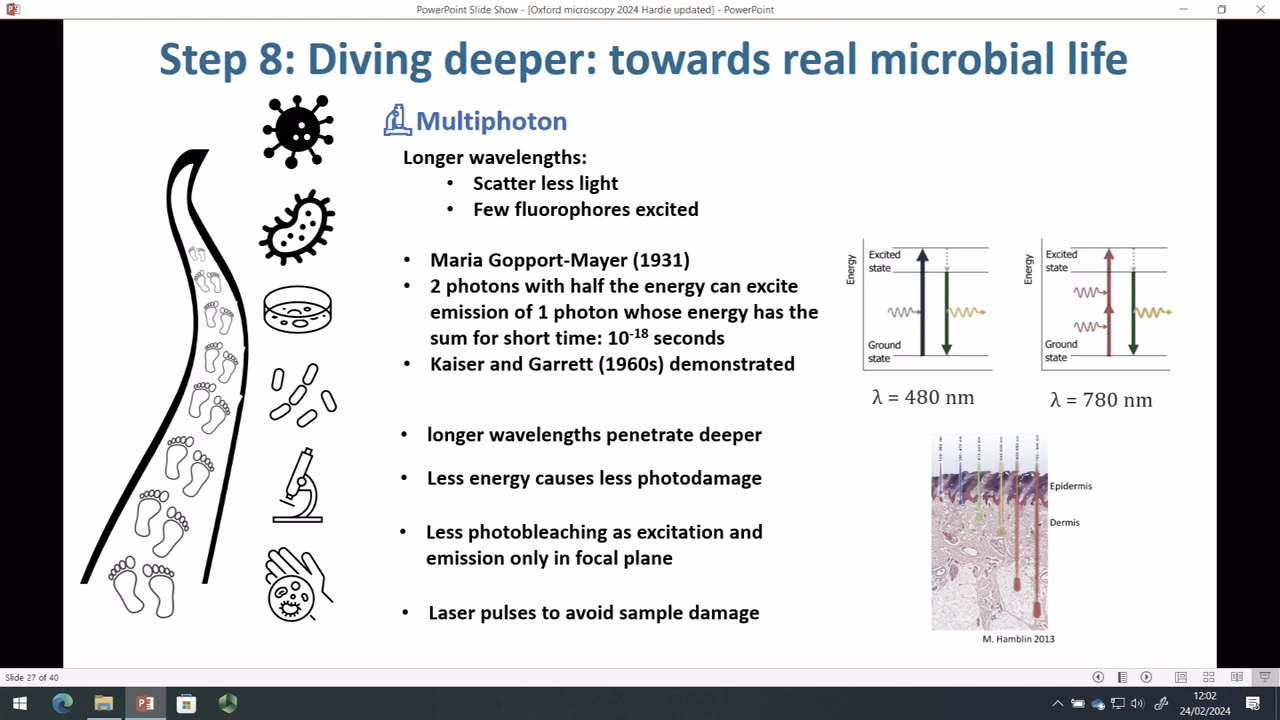 PowerPoint Slide Show - [Oxford microscopy 2024 Hardie updated] - PowerPoint
Step 8: Diving deeper: towards real microbial life
Multiphoton
Longer wavelengths:
• Scatter less light
• Few fluorophores excited
• Maria Gopport-Mayer (1931)
• 2 photons with half the energy can excite
emission of 1 photon whose energy has the
sum for short time: 10⁻¹⁸ seconds
• Kaiser and Garrett (1960s) demonstrated
• longer wavelengths penetrate deeper
• Less energy causes less photodamage
• Less photobleaching as excitation and
emission only in focal plane
• Laser pulses to avoid sample damage
Energy
Excited
state
Ground
state
λ = 480 nm
Energy
Excited
state
Ground
state
λ = 780 nm
Epidermis
Dermis
M. Hamblin 2013
Slide 27 of 40
12:02
24/02/2024